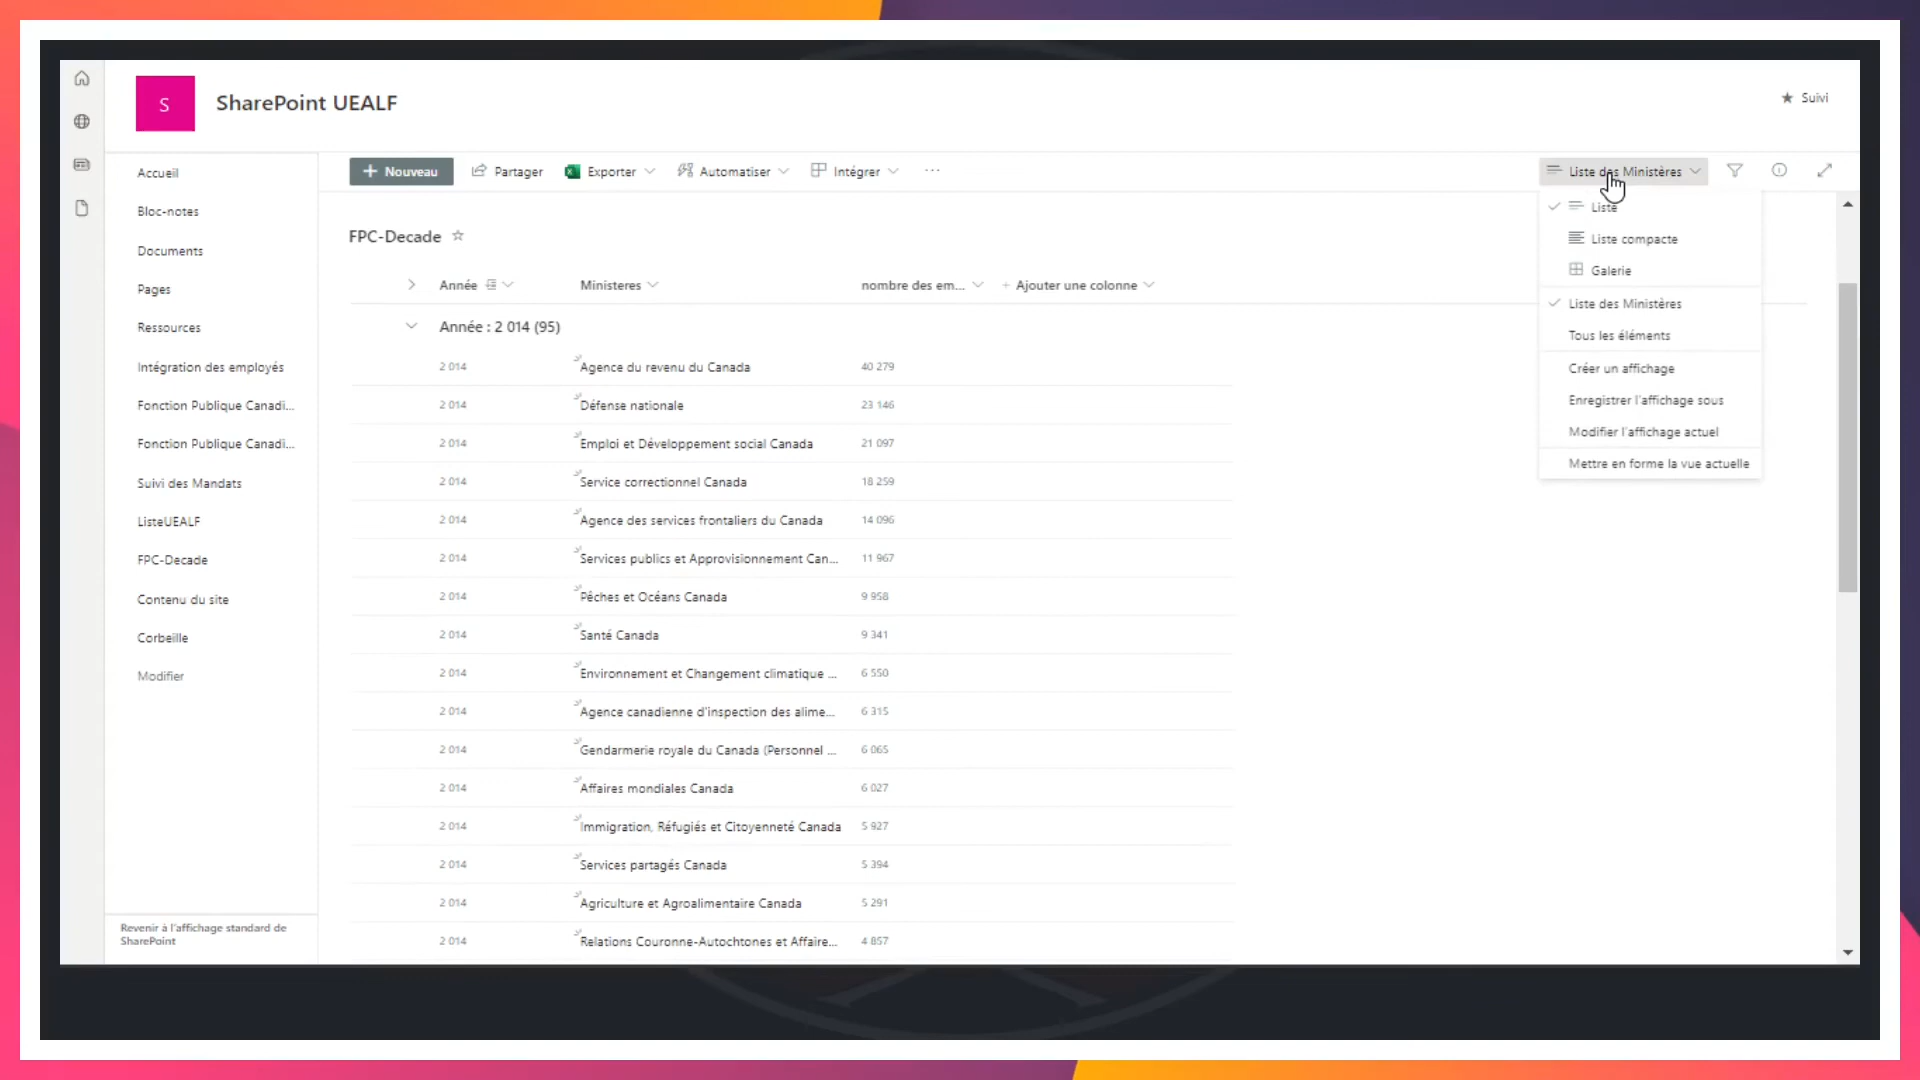 S
SharePoint UEALF
Suivi
Accueil
Bloc-notes
Documents
Pages
Ressources
Intégration des employés
Fonction Publique Canadi...
Fonction Publique Canadi...
Suivi des Mandats
ListeUEALF
FPC-Decade
Contenu du site
Corbeille
Modifier
Revenir à l'affichage standard de
SharePoint
Nouveau Partager Exporter Automatiser Intégrer ... Liste des Ministères
FPC-Decade
Année Ministeres nombre des em... + Ajouter une colonne
Année : 2 014 (95)
2 014 Agence du revenu du Canada 40 279
2 014 Défense nationale 23 146
2 014 Emploi et Développement social Canada 21 097
2 014 Service correctionnel Canada 18 259
2 014 Agence des services frontaliers du Canada 14 096
2 014 Services publics et Approvisionnement Can... 11 967
2 014 Pêches et Océans Canada 9 958
2 014 Santé Canada 9 341
2 014 Environnement et Changement climatique ... 6 550
2 014 Agence canadienne d'inspection des alime... 6 315
2 014 Gendarmerie royale du Canada (Personnel ... 6 065
2 014 Affaires mondiales Canada 6 027
2 014 Immigration, Réfugiés et Citoyenneté Canada 5 927
2 014 Services partagés Canada 5 394
2 014 Agriculture et Agroalimentaire Canada 5 291
2 014 Relations Couronne-Autochtones et Affaire... 4 857
Liste
Liste compacte
Galerie
Liste des Ministères
Tous les éléments
Créer un affichage
Enregistrer l'affichage sous
Modifier l'affichage actuel
Mettre en forme la vue actuelle